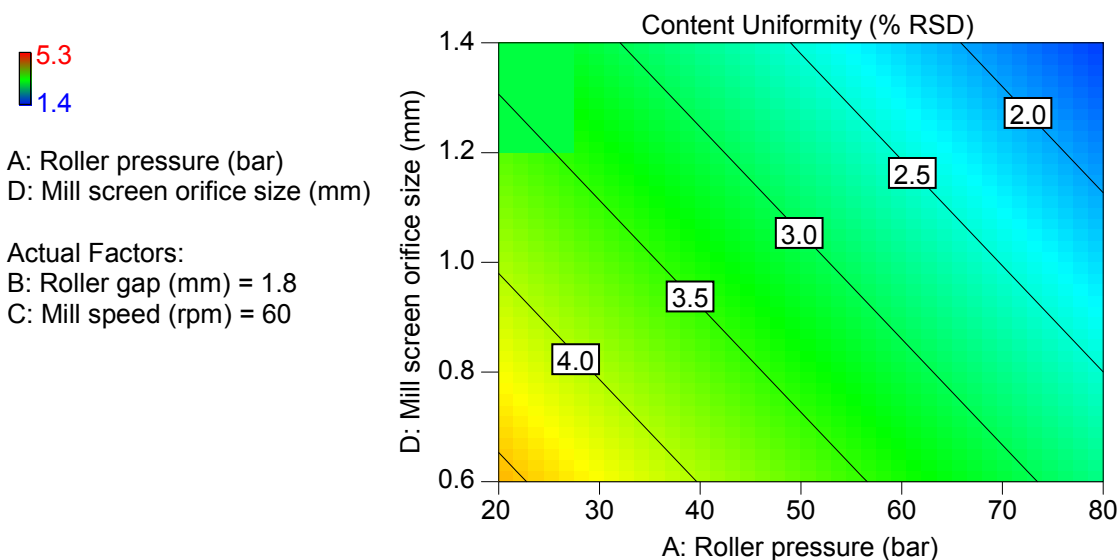 Content Uniformity (% RSD)
5.3
1.4
A: Roller pressure (bar)
D: Mill screen orifice size (mm)
Actual Factors:
B: Roller gap (mm) = 1.8
C: Mill speed (rpm) = 60
D: Mill screen orifice size (mm)
1.4
1.2
1.0
0.8
0.6
2.0
2.5
3.0
3.5
4.0
20 30 40 50 60 70 80
A: Roller pressure (bar)